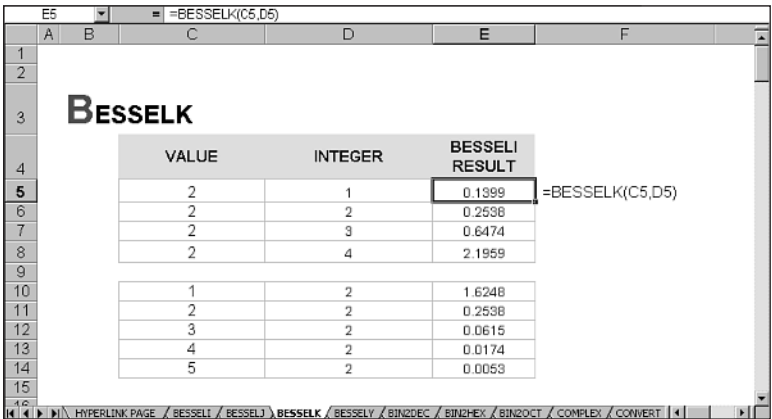 E5 = =BESSELK(C5,D5)
A B C D E F
1
2
3 BESSELK
4 VALUE INTEGER BESSELI RESULT
5 2 1 0.1399 =BESSELK(C5,D5)
6 2 2 0.2538
7 2 3 0.6474
8 2 4 2.1959
9
10 1 2 1.6248
11 2 2 0.2538
12 3 2 0.0615
13 4 2 0.0174
14 5 2 0.0053
15
16
HYPERLINK PAGE / BESSELI / BESSELJ \ BESSELK / BESSELY / BIN2DEC / BIN2HEX / BIN2OCT / COMPLEX / CONVERT